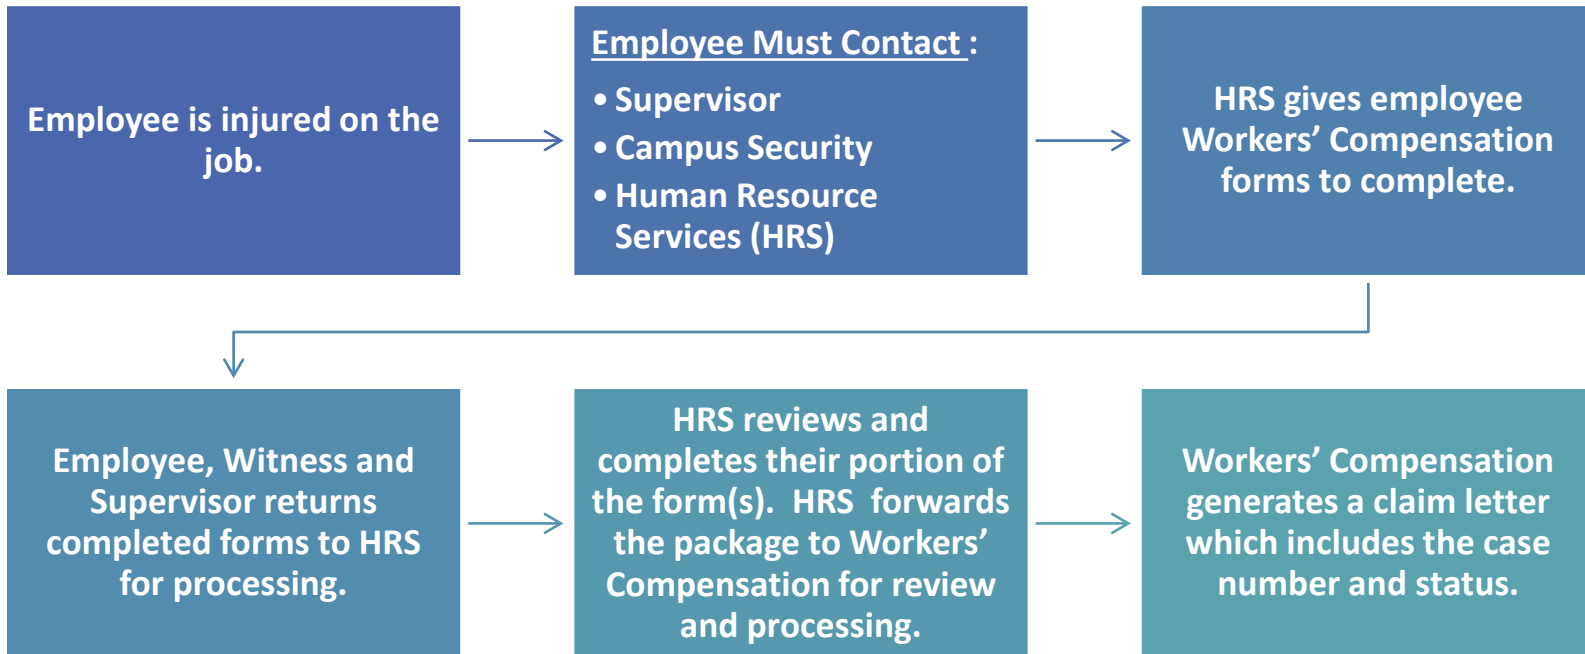 Employee is injured on the
job.
Employee Must Contact :
• Supervisor
• Campus Security
• Human Resource
Services (HRS)
HRS gives employee
Workers’ Compensation
forms to complete.
Employee, Witness and
Supervisor returns
completed forms to HRS
for processing.
HRS reviews and
completes their portion of
the form(s).  HRS  forwards
the package to Workers’
Compensation for review
and processing.
Workers’ Compensation
generates a claim letter
which includes the case
number and status.